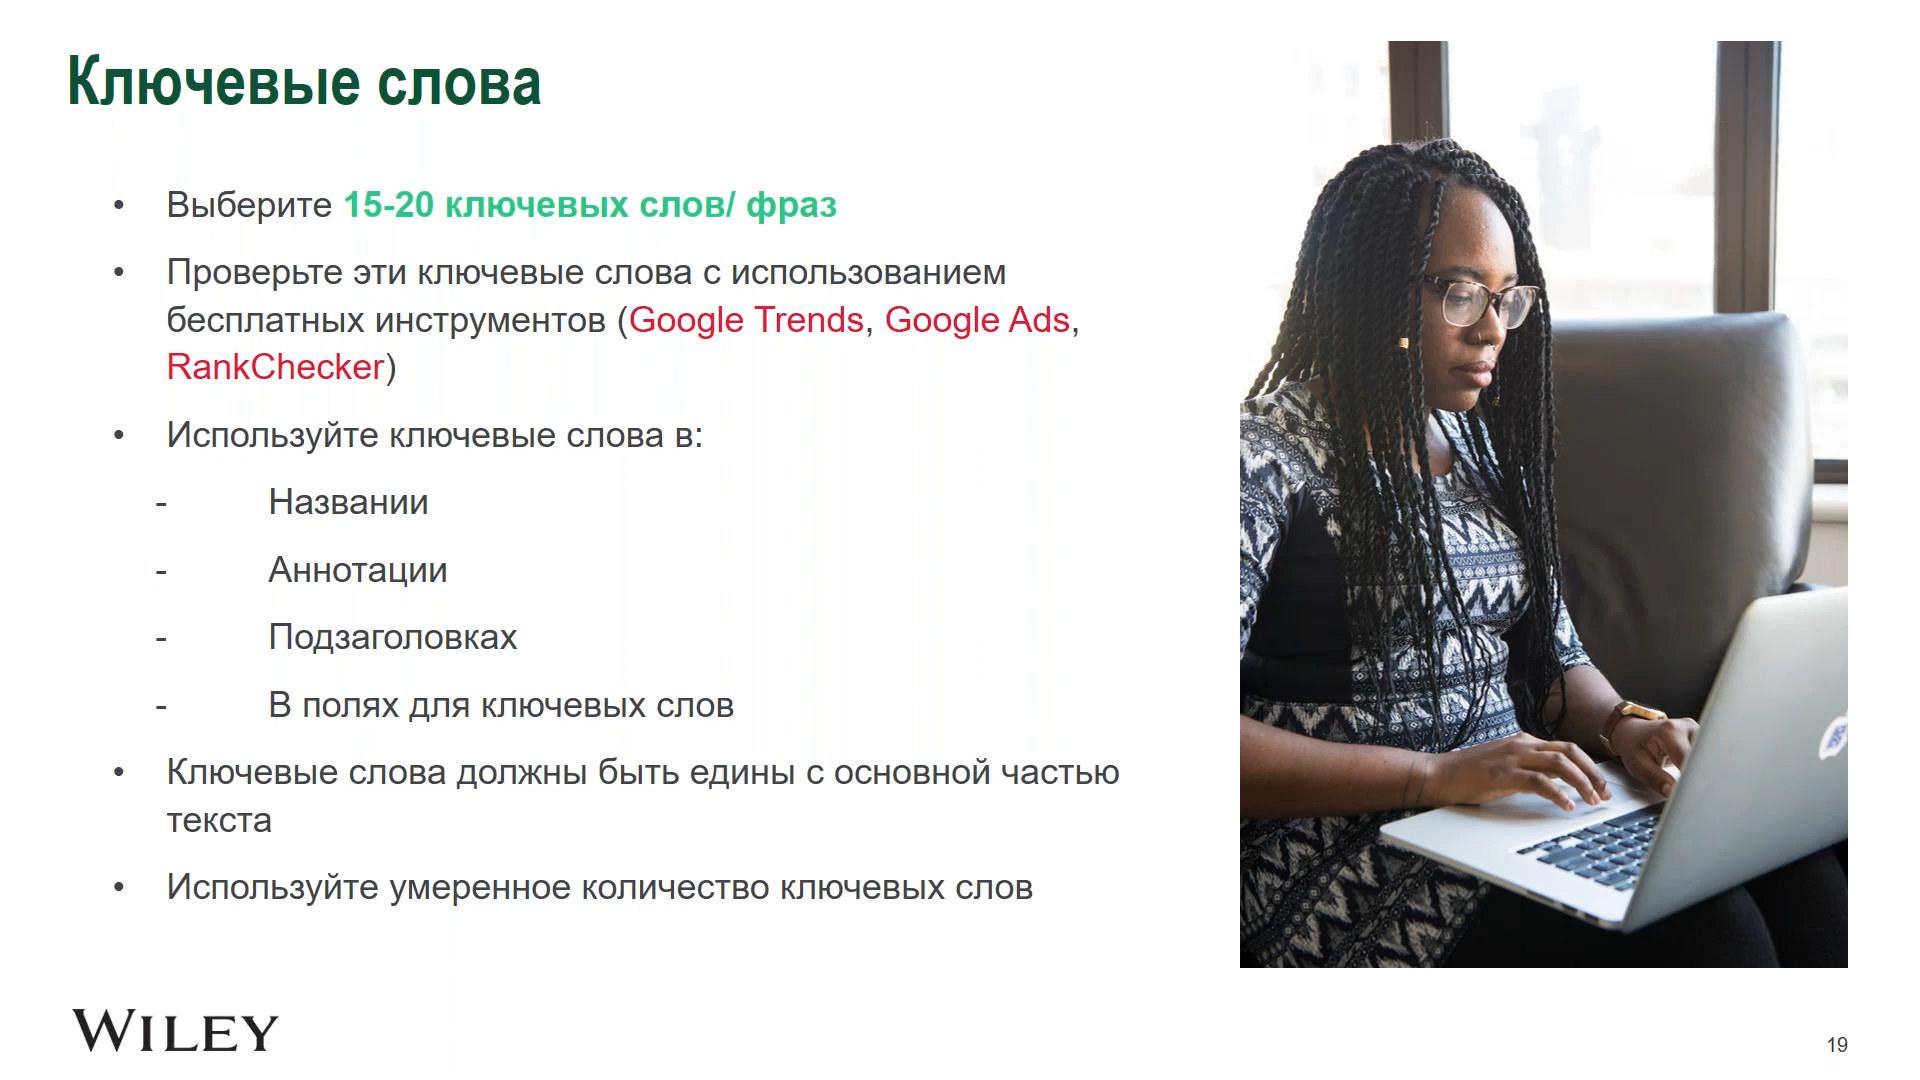 Ключевые слова
• Выберите 15-20 ключевых слов/ фраз
• Проверьте эти ключевые слова с использованием
бесплатных инструментов (Google Trends, Google Ads,
RankChecker)
• Используйте ключевые слова в:
- Названии
- Аннотации
- Подзаголовках
- В полях для ключевых слов
• Ключевые слова должны быть едины с основной частью
текста
• Используйте умеренное количество ключевых слов
WILEY
19